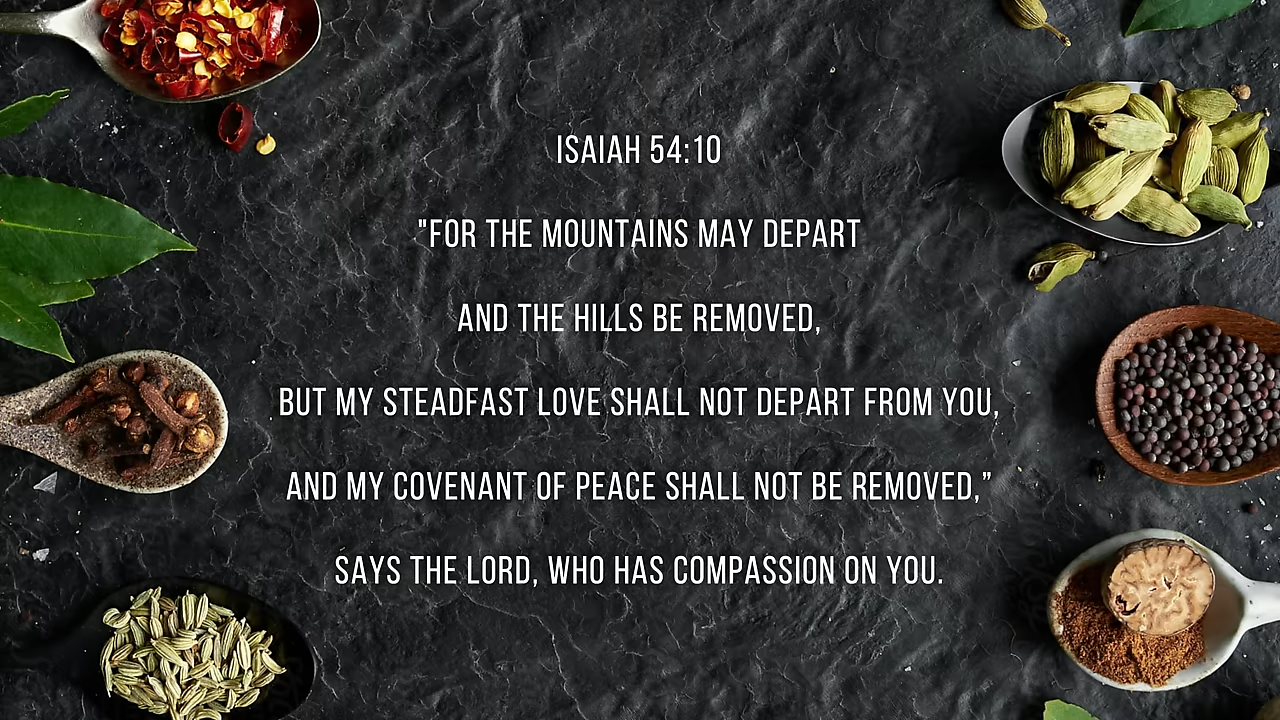 ISAIAH 54:10
"FOR THE MOUNTAINS MAY DEPART
AND THE HILLS BE REMOVED,
BUT MY STEADFAST LOVE SHALL NOT DEPART FROM YOU,
AND MY COVENANT OF PEACE SHALL NOT BE REMOVED,”
SAYS THE LORD, WHO HAS COMPASSION ON YOU.